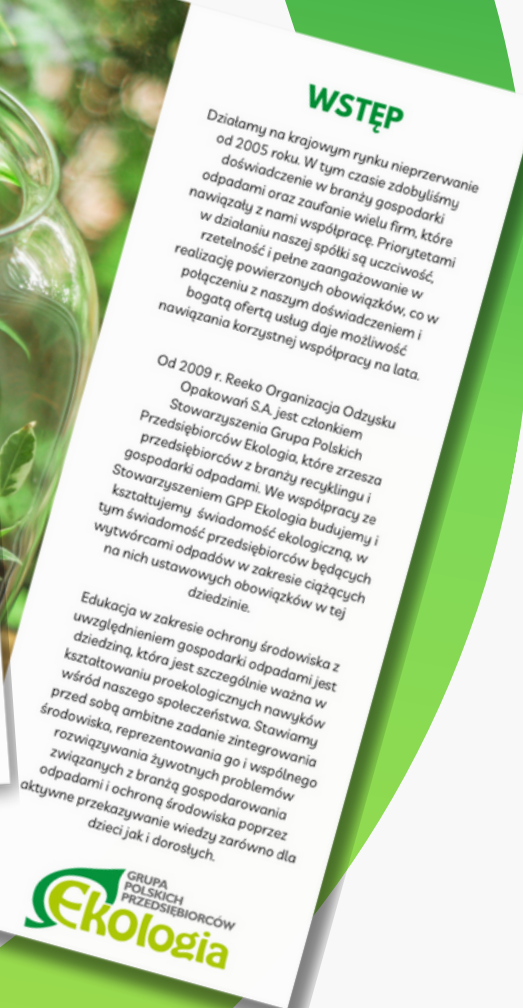 WSTĘP
Działamy na krajowym rynku nieprzerwanie
od 2005 roku. W tym czasie zdobyliśmy
doświadczenie w branży gospodarki
odpadami oraz zaufanie wielu firm, które
nawiązały z nami współpracę. Priorytetami
w działaniu naszej spółki są uczciwość,
rzetelność i pełne zaangażowanie w
realizację powierzonych obowiązków, co w
połączeniu z naszym doświadczeniem i
bogatą ofertą usług daje możliwość
nawiązania korzystnej współpracy na lata.
Od 2009 r. Reeko Organizacja Odzysku
Opakowań S.A. jest członkiem
Stowarzyszenia Grupa Polskich
Przedsiębiorców Ekologia, które zrzesza
przedsiębiorców z branży recyklingu i
gospodarki odpadami. We współpracy ze
Stowarzyszeniem GPP Ekologia budujemy i
kształtujemy świadomość ekologiczną, w
tym świadomość przedsiębiorców będących
wytwórcami odpadów w zakresie ciążących
na nich ustawowych obowiązków w tej
dziedzinie.
Edukacja w zakresie ochrony środowiska z
uwzględnieniem gospodarki odpadami jest
dziedziną, która jest szczególnie ważna w
kształtowaniu proekologicznych nawyków
wśród naszego społeczeństwa. Stawiamy
przed sobą ambitne zadanie zintegrowania
środowiska, reprezentowania go i wspólnego
rozwiązywania żywotnych problemów
związanych z branżą gospodarowania
odpadami i ochroną środowiska poprzez
aktywne przekazywanie wiedzy zarówno dla
dzieci jak i dorosłych.
GRUPA
POLSKICH
PRZEDSIĘBIORCÓW
Ekologia